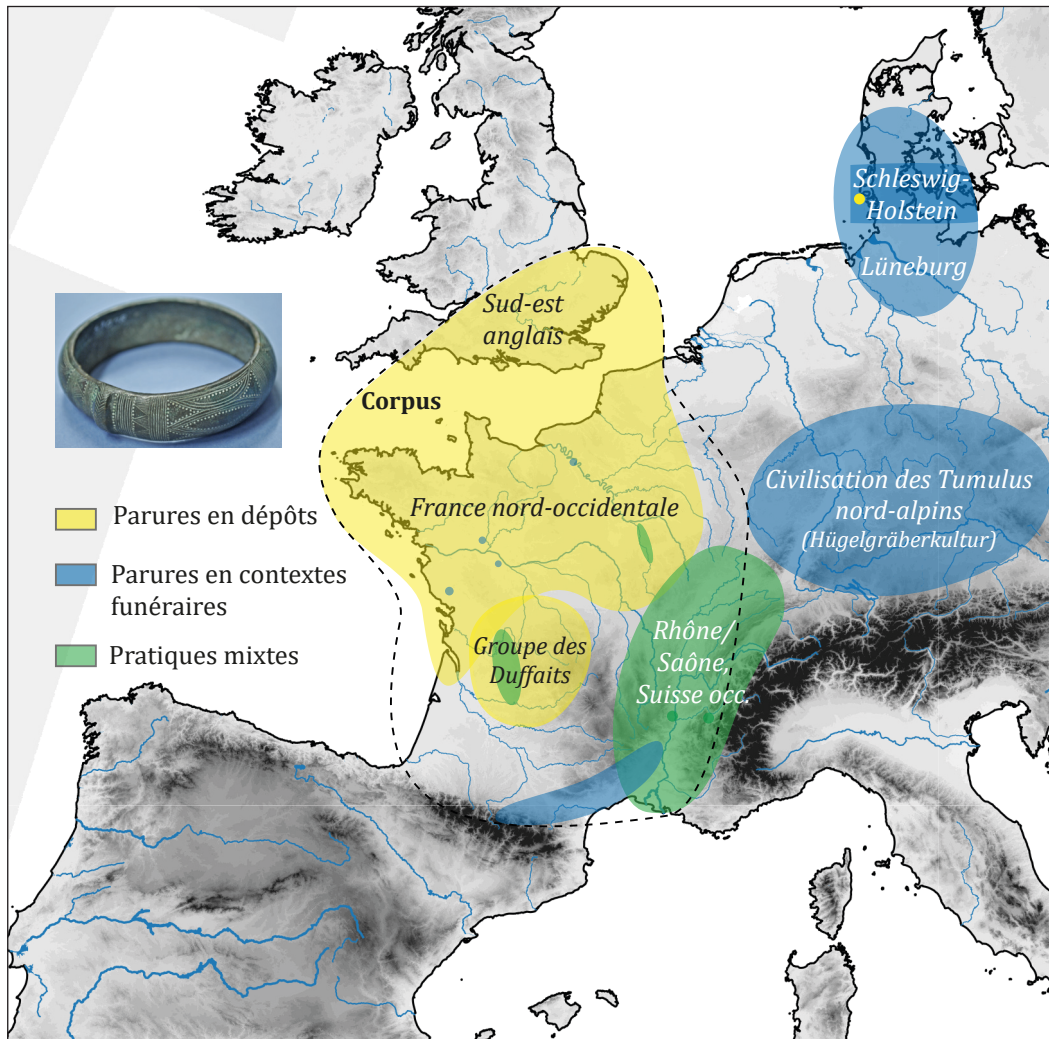 Schleswig-
Holstein
Lüneburg
Sud-est
anglais
Corpus
Civilisation des Tumulus
nord-alpins
(Hügelgräberkultur)
France nord-occidentale
Parures en dépôts
Parures en contextes
funéraires
Pratiques mixtes
Groupe des
Duffaits
Rhône/
Saône,
Suisse occ.